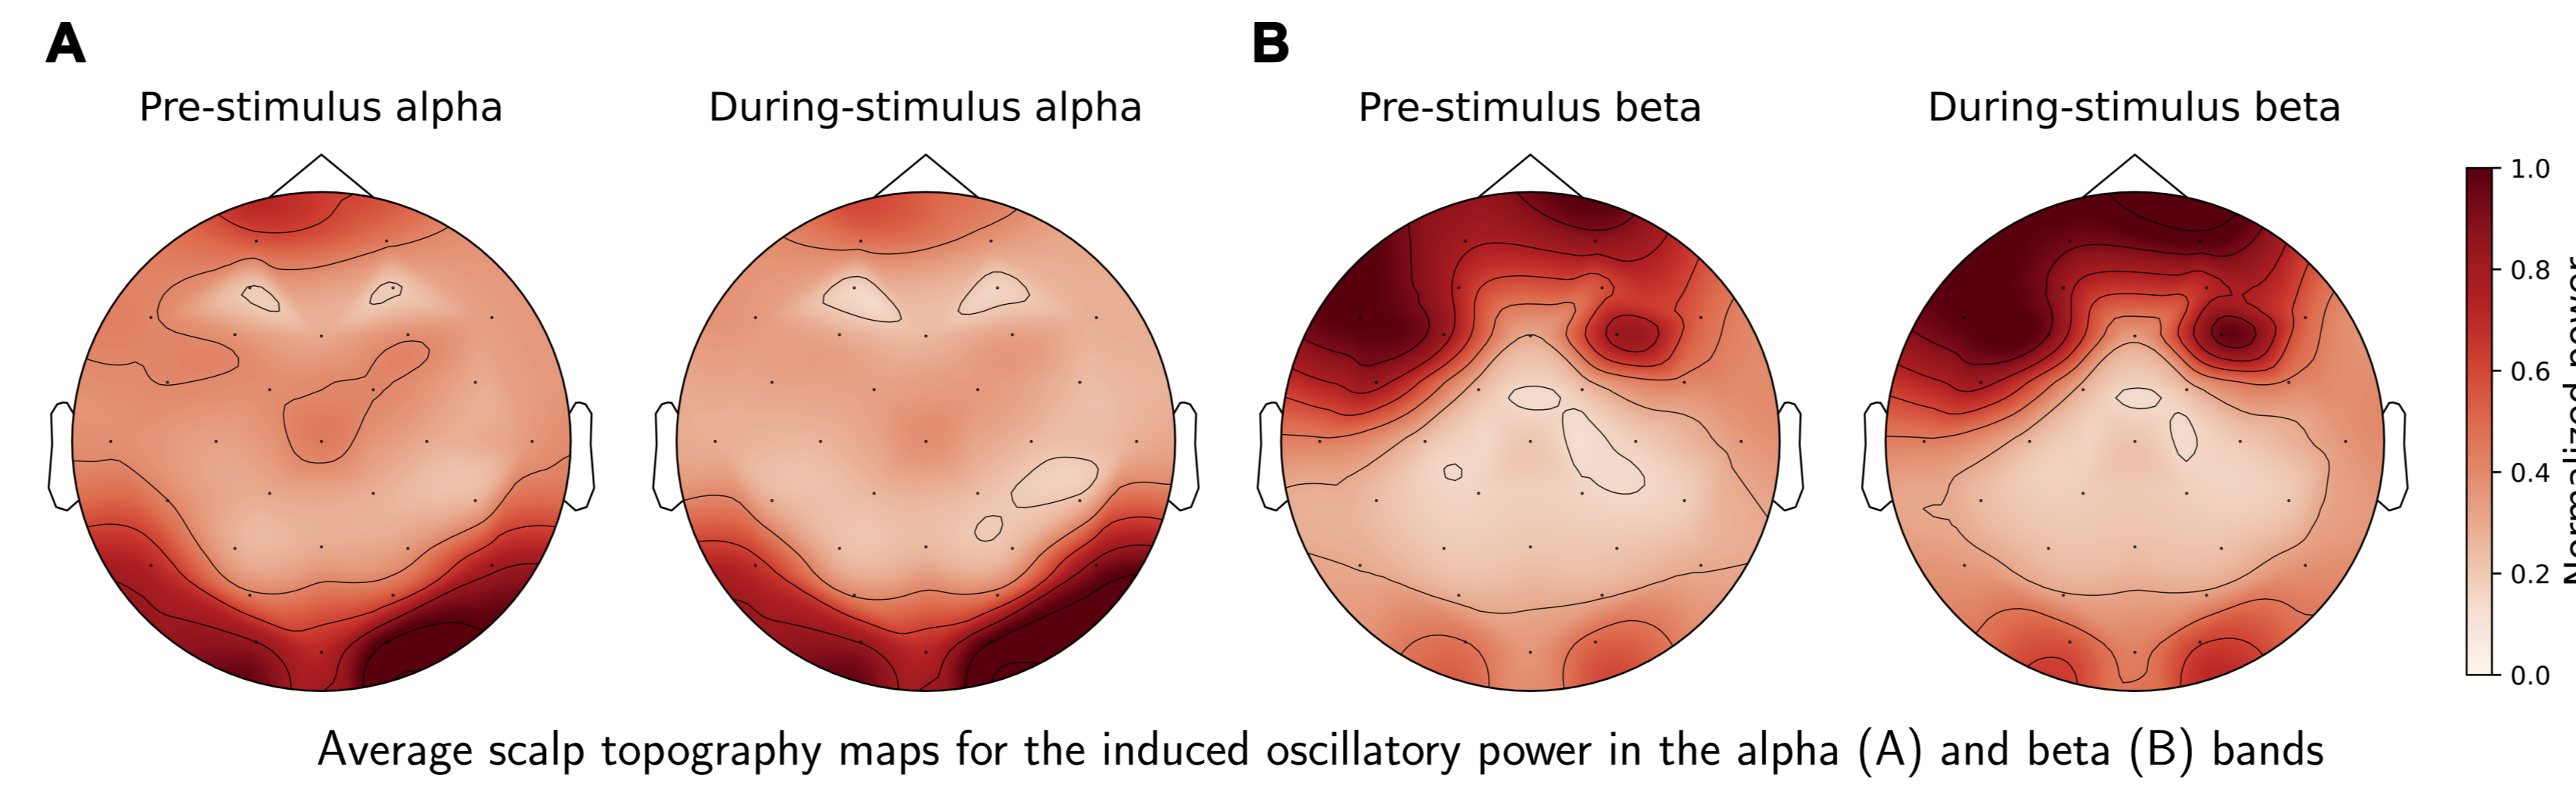 A
B
Pre-stimulus alpha
During-stimulus alpha
Pre-stimulus beta
During-stimulus beta
1.0
0.8
0.6
0.4
0.2
0.0
Normalized power
Average scalp topography maps for the induced oscillatory power in the alpha (A) and beta (B) bands